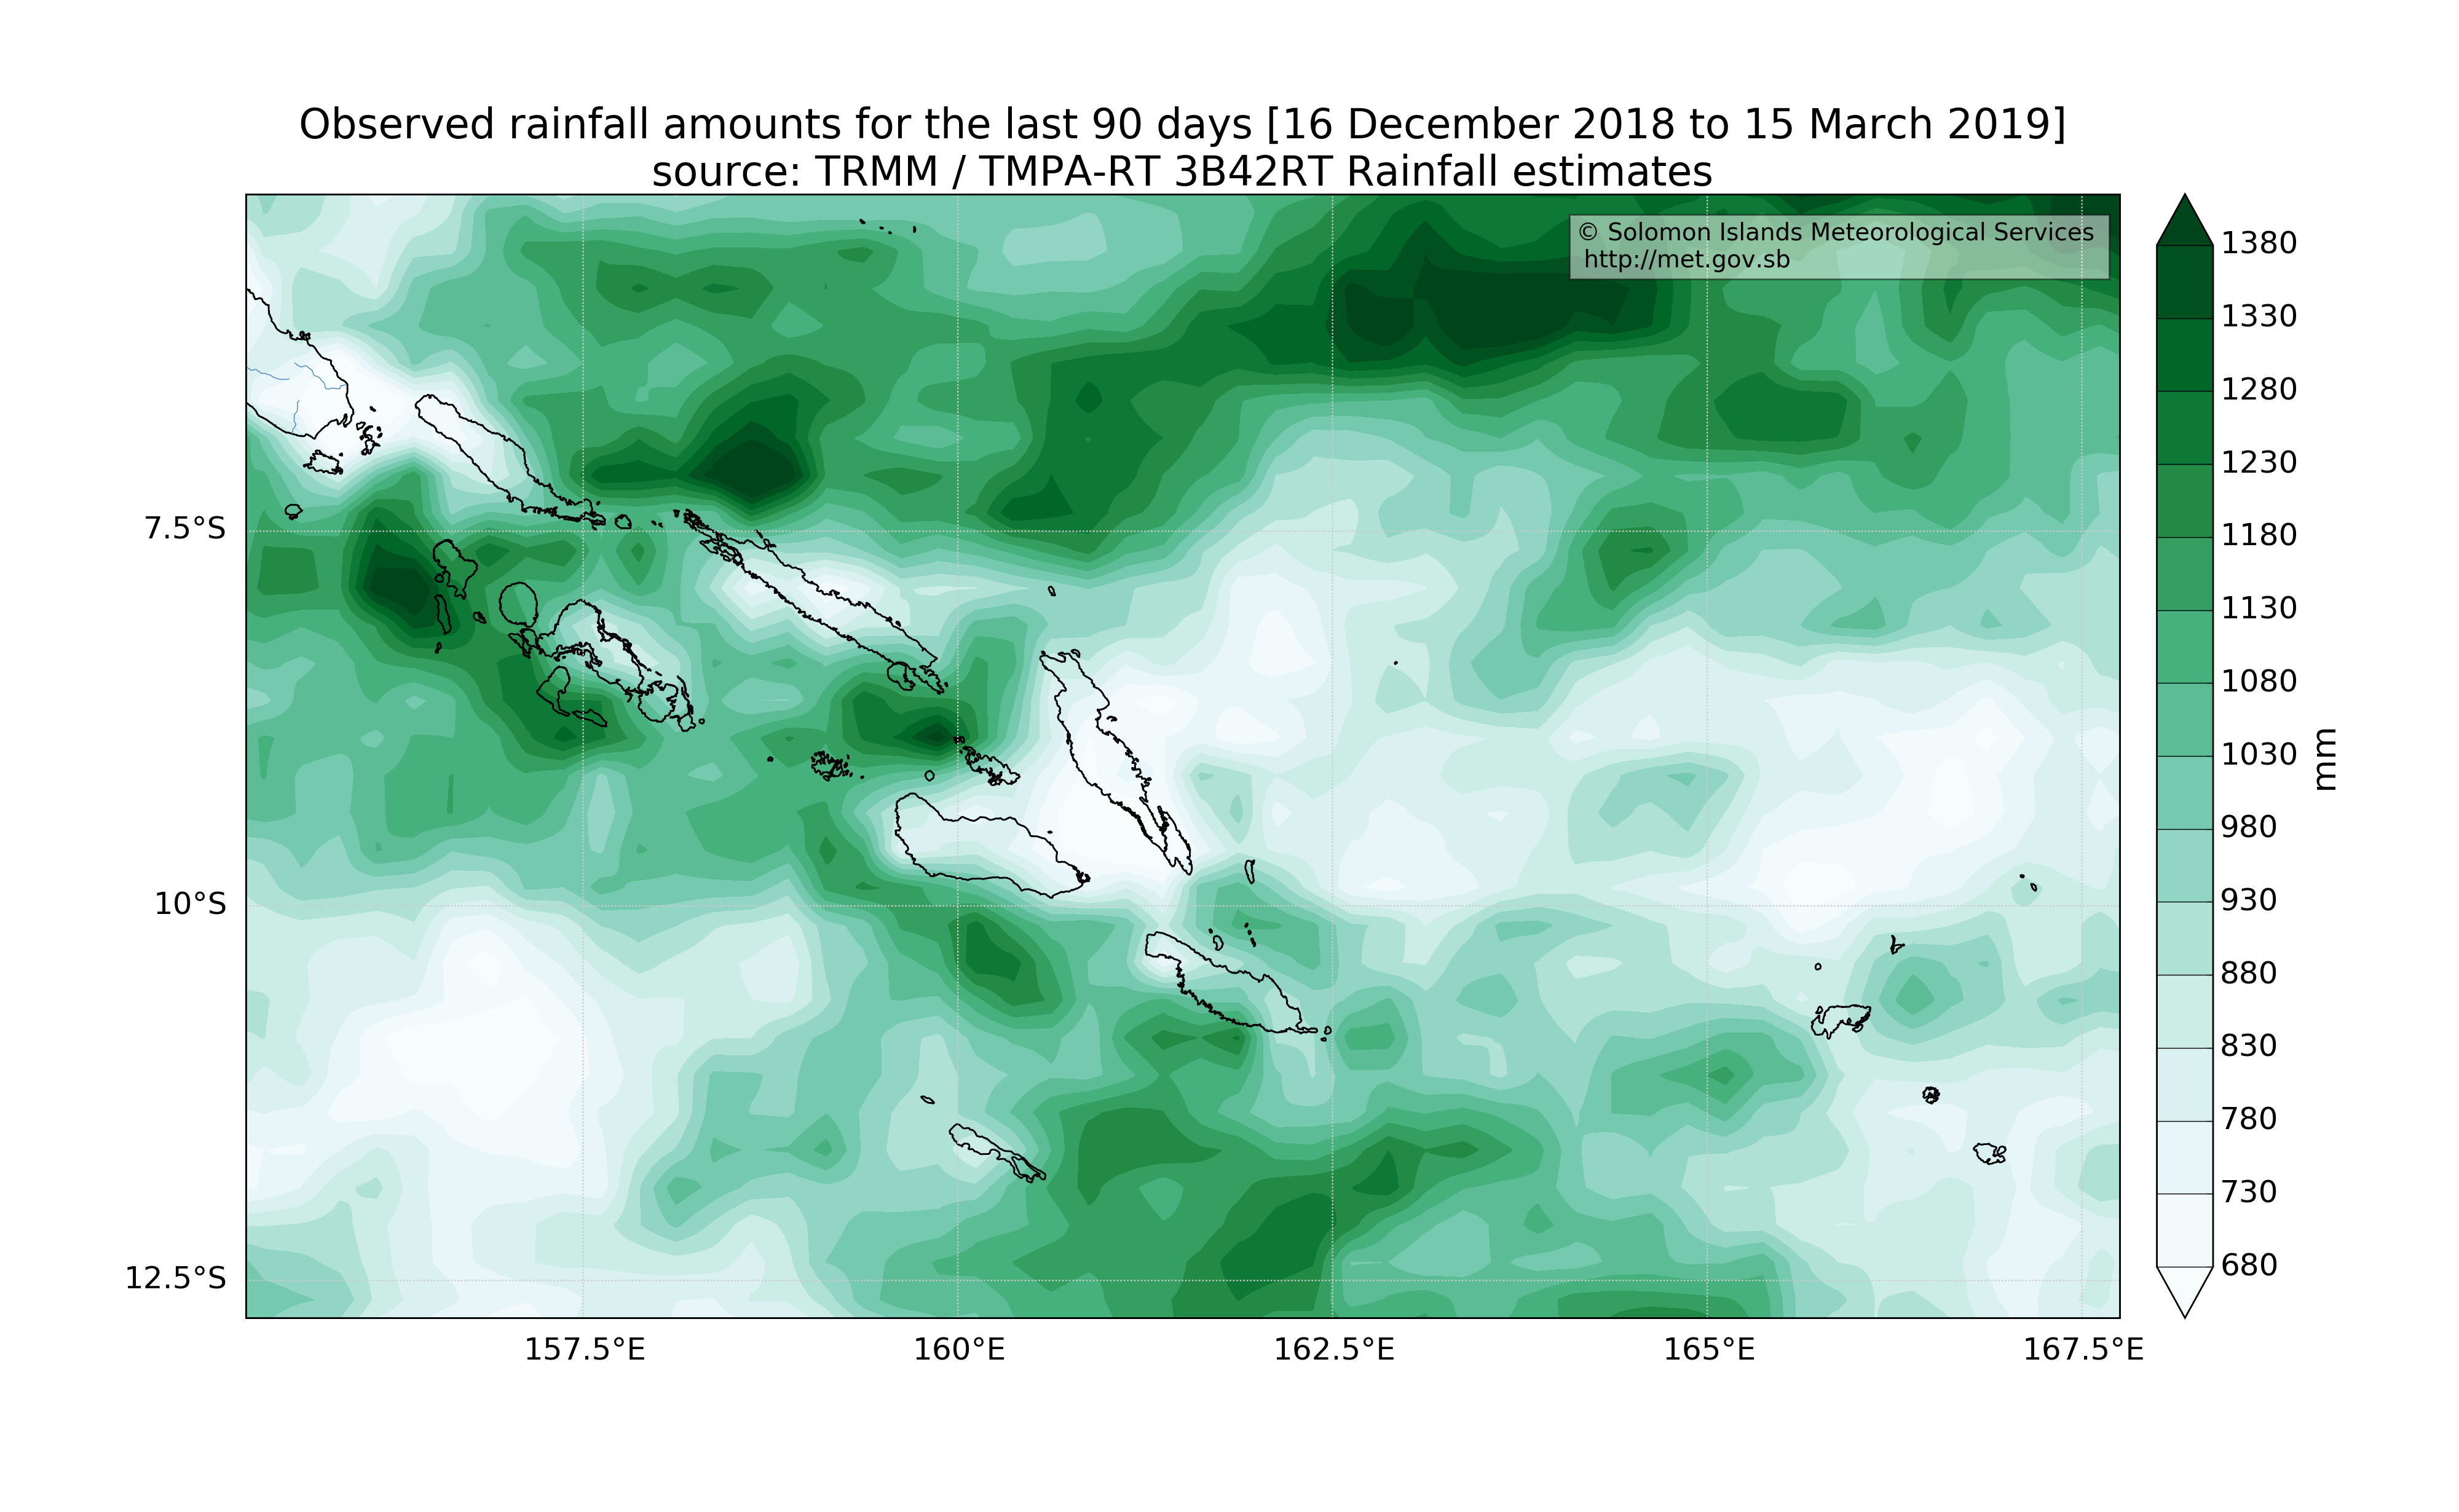 Observed rainfall amounts for the last 90 days [16 December 2018 to 15 March 2019]
source: TRMM / TMPA-RT 3B42RT Rainfall estimates
© Solomon Islands Meteorological Services
http://met.gov.sb
7.5°S
10°S
12.5°S
157.5°E
160°E
162.5°E
165°E
167.5°E
1380
1330
1280
1230
1180
1130
1080
1030
980
930
880
830
780
730
680
mm